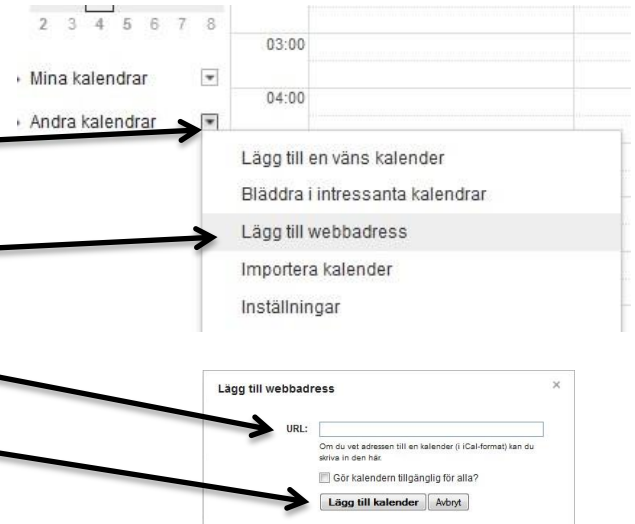 2 3 4 5 6 7 8
03:00
Mina kalendrar
04:00
Andra kalendrar
Lägg till en väns kalender
Bläddra i intressanta kalendrar
Lägg till webbadress
Importera kalender
Inställningar
Lägg till webbadress ×
URL:
Om du vet adressen till en kalender (i iCal-format) kan du
skriva in den här.
Gör kalendern tillgänglig för alla?
Lägg till kalender Avbryt